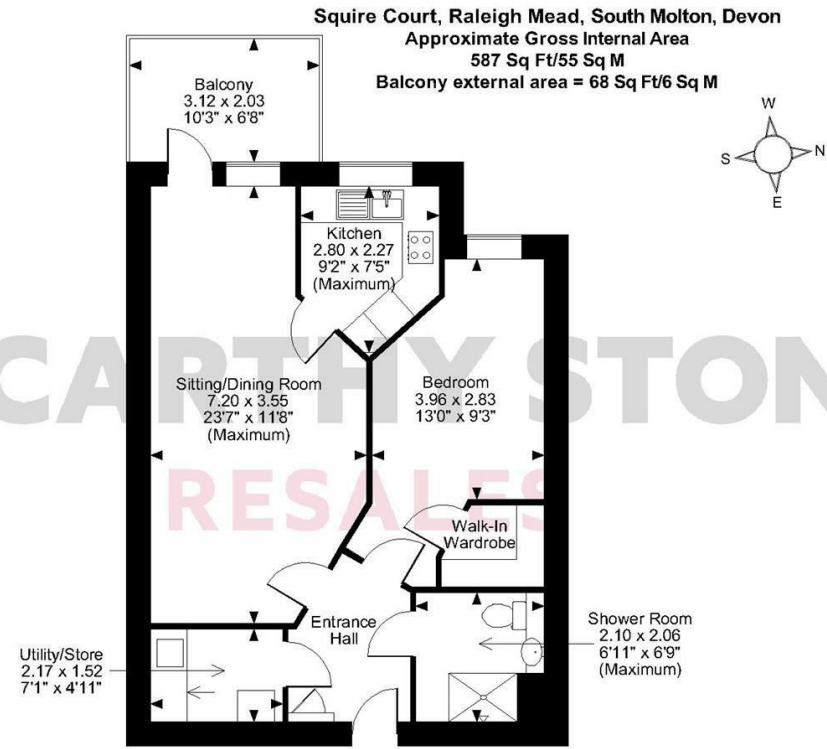 Squire Court, Raleigh Mead, South Molton, Devon
Approximate Gross Internal Area
587 Sq Ft/55 Sq M
Balcony external area = 68 Sq Ft/6 Sq M
W
S
N
E
Balcony
3.12 x 2.03
10'3" x 6'8"
Kitchen
2.80 x 2.27
9'2" x 7'5"
(Maximum)
CARTHY STON
RESALES
Sitting/Dining Room
7.20 x 3.55
23'7" x 11'8"
(Maximum)
Bedroom
3.96 x 2.83
13'0" x 9'3"
Walk-In
Wardrobe
Entrance
Hall
Utility/Store
2.17 x 1.52
7'1" x 4'11"
Shower Room
2.10 x 2.06
6'11" x 6'9"
(Maximum)